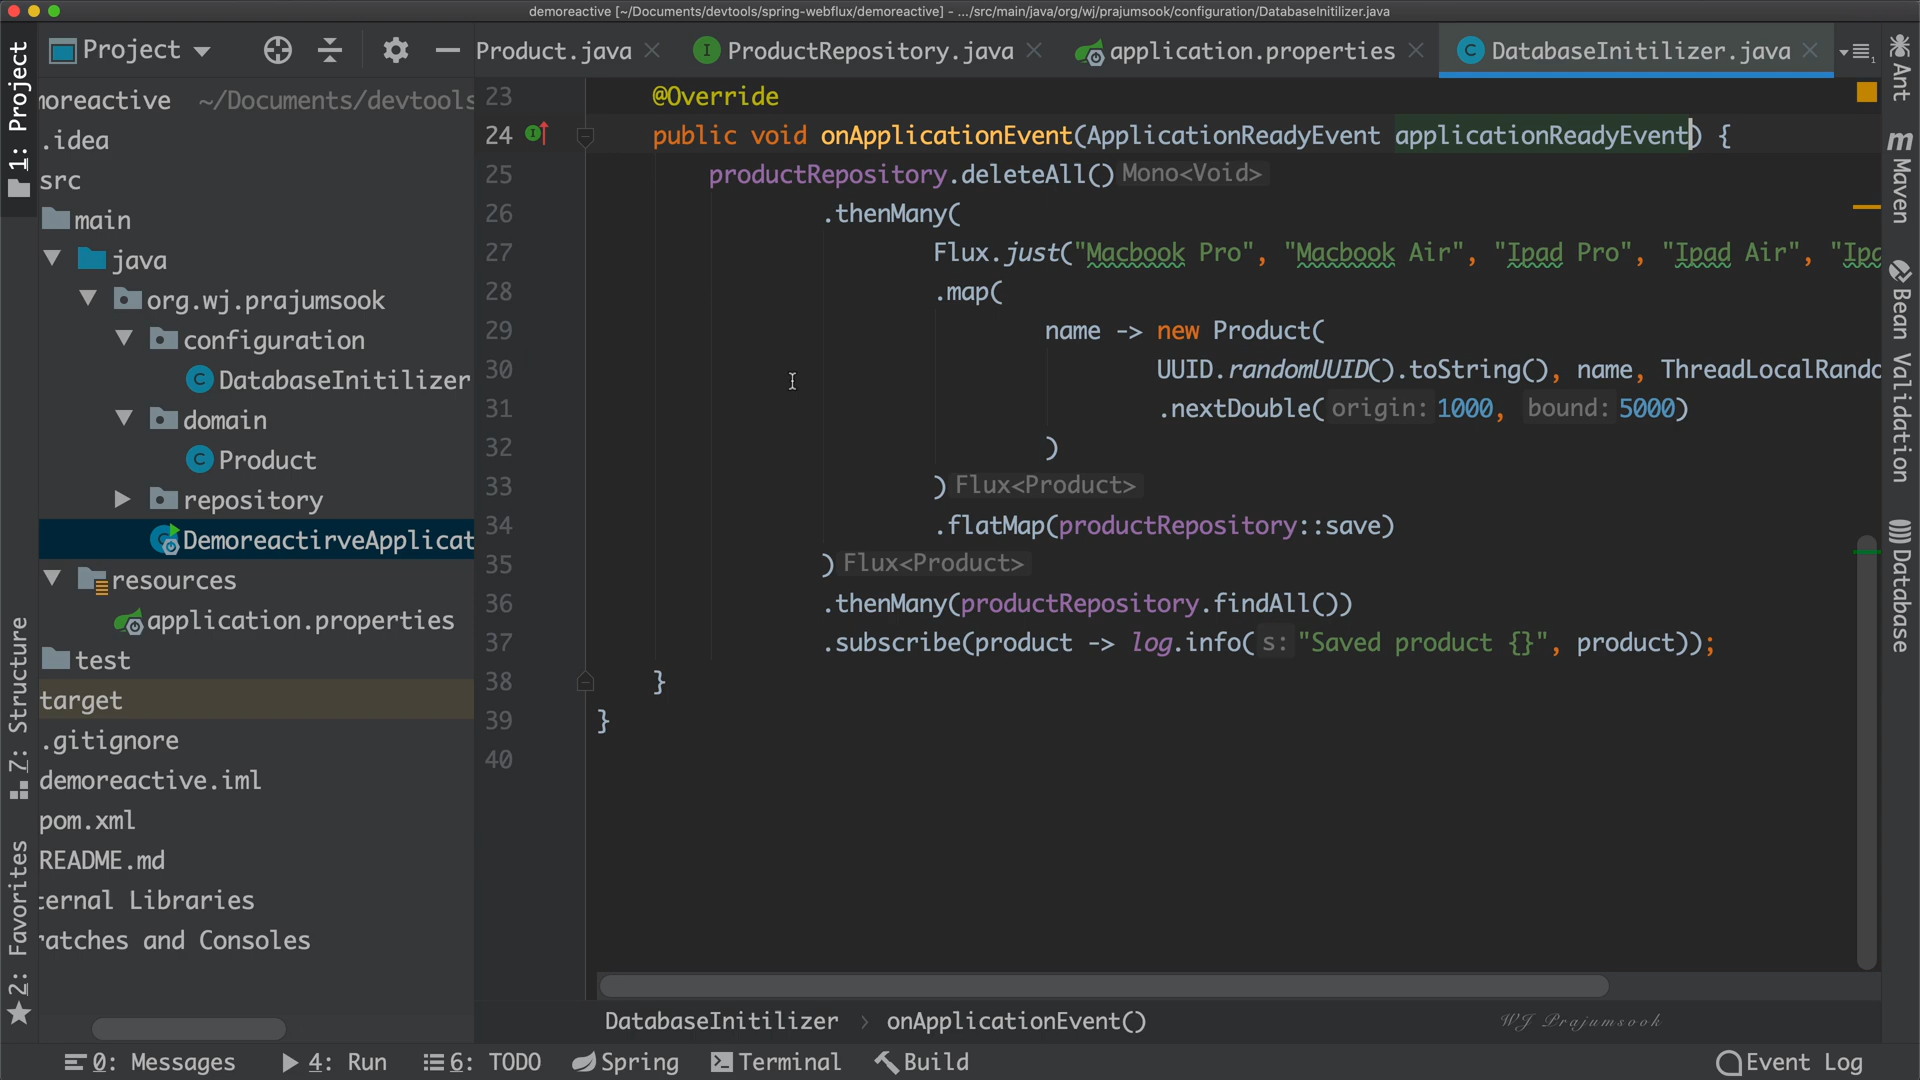 demoreactive [~/Documents/devtools/spring-webflux/demoreactive] - .../src/main/java/org/wj/prajumsook/configuration/DatabaseInitilizer.java
1: Project
7: Structure
2: Favorites
Project
Product.java
ProductRepository.java
application.properties
DatabaseInitilizer.java
moreactive ~/Documents/devtools
.idea
src
main
java
org.wj.prajumsook
configuration
DatabaseInitilizer
domain
Product
repository
DemoreactirveApplicat
resources
application.properties
test
target
.gitignore
demoreactive.iml
pom.xml
README.md
ternal Libraries
ratches and Consoles
23 @Override
24 public void onApplicationEvent(ApplicationReadyEvent applicationReadyEvent) {
25 productRepository.deleteAll() Mono<Void>
26 .thenMany(
27 Flux.just("Macbook Pro", "Macbook Air", "Ipad Pro", "Ipad Air", "Ipa
28 .map(
29 name -> new Product(
30 UUID.randomUUID().toString(), name, ThreadLocalRando
31 .nextDouble( origin: 1000, bound: 5000)
32 )
33 ) Flux<Product>
34 .flatMap(productRepository::save)
35 ) Flux<Product>
36 .thenMany(productRepository.findAll())
37 .subscribe(product -> log.info( s: "Saved product {}", product));
38 }
39 }
40
Ant
m Maven
Bean Validation
Database
DatabaseInitilizer › onApplicationEvent()
WJ Prajumsook
0: Messages
4: Run
6: TODO
Spring
Terminal
Build
Event Log